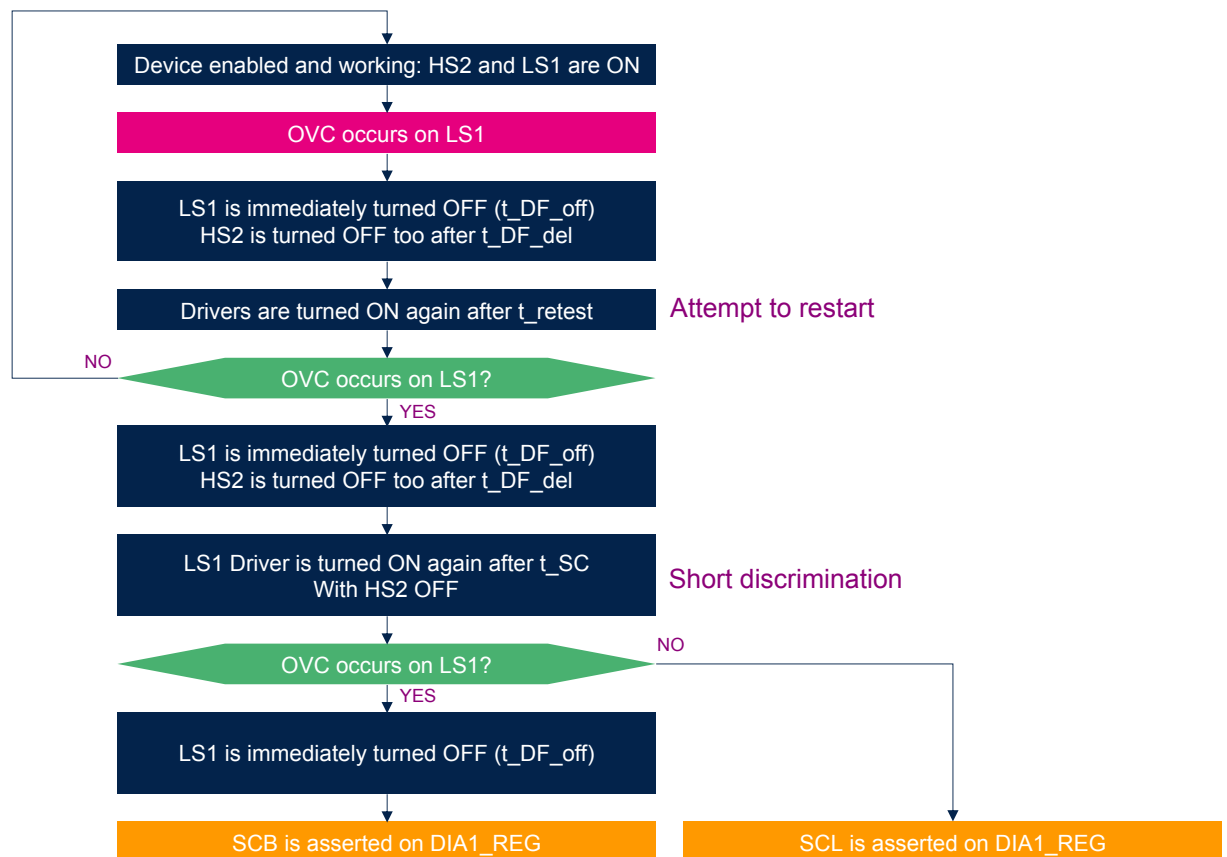 Device enabled and working: HS2 and LS1 are ON
OVC occurs on LS1
LS1 is immediately turned OFF (t_DF_off)
HS2 is turned OFF too after t_DF_del
Drivers are turned ON again after t_retest
Attempt to restart
NO
OVC occurs on LS1?
YES
LS1 is immediately turned OFF (t_DF_off)
HS2 is turned OFF too after t_DF_del
LS1 Driver is turned ON again after t_SC
With HS2 OFF
Short discrimination
OVC occurs on LS1?
NO
YES
LS1 is immediately turned OFF (t_DF_off)
SCB is asserted on DIA1_REG
SCL is asserted on DIA1_REG